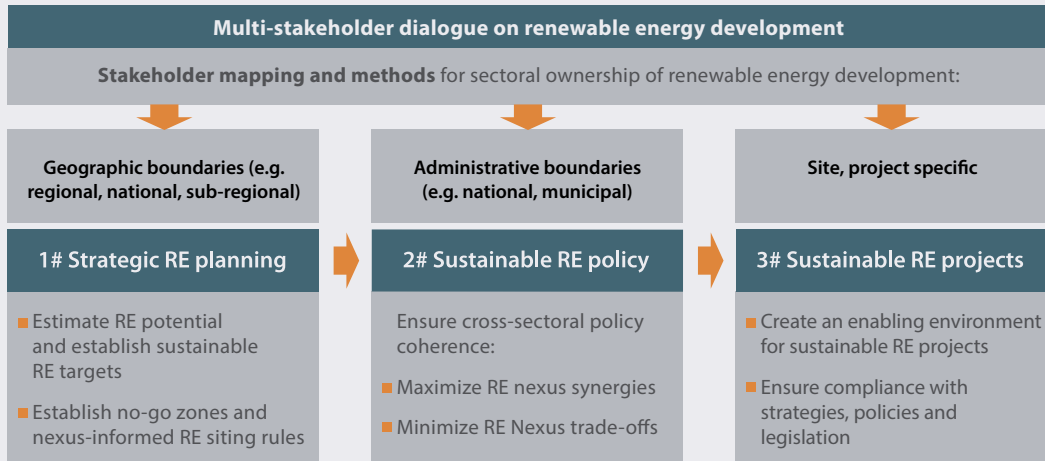 Multi-stakeholder dialogue on renewable energy development
Stakeholder mapping and methods for sectoral ownership of renewable energy development:
Geographic boundaries (e.g.
regional, national, sub-regional)
1# Strategic RE planning
Estimate RE potential
and establish sustainable
RE targets
Establish no-go zones and
nexus-informed RE siting rules
Administrative boundaries
(e.g. national, municipal)
2# Sustainable RE policy
Ensure cross-sectoral policy
coherence:
Maximize RE nexus synergies
Minimize RE Nexus trade-offs
Site, project specific
3# Sustainable RE projects
Create an enabling environment
for sustainable RE projects
Ensure compliance with
strategies, policies and
legislation